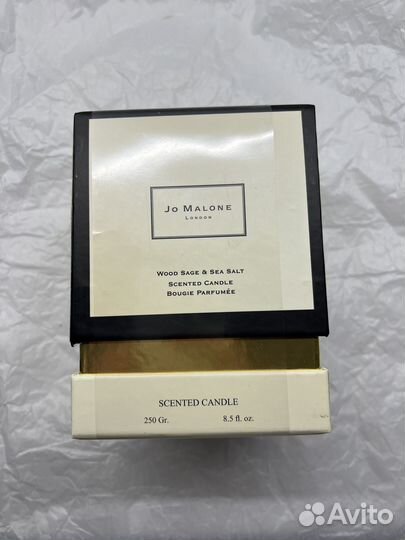 Jo Malone
London
Wood Sage & Sea Salt
Scented Candle
Bougie Parfumée
SCENTED CANDLE
250 Gr. 8.5 fl. oz.
Avito